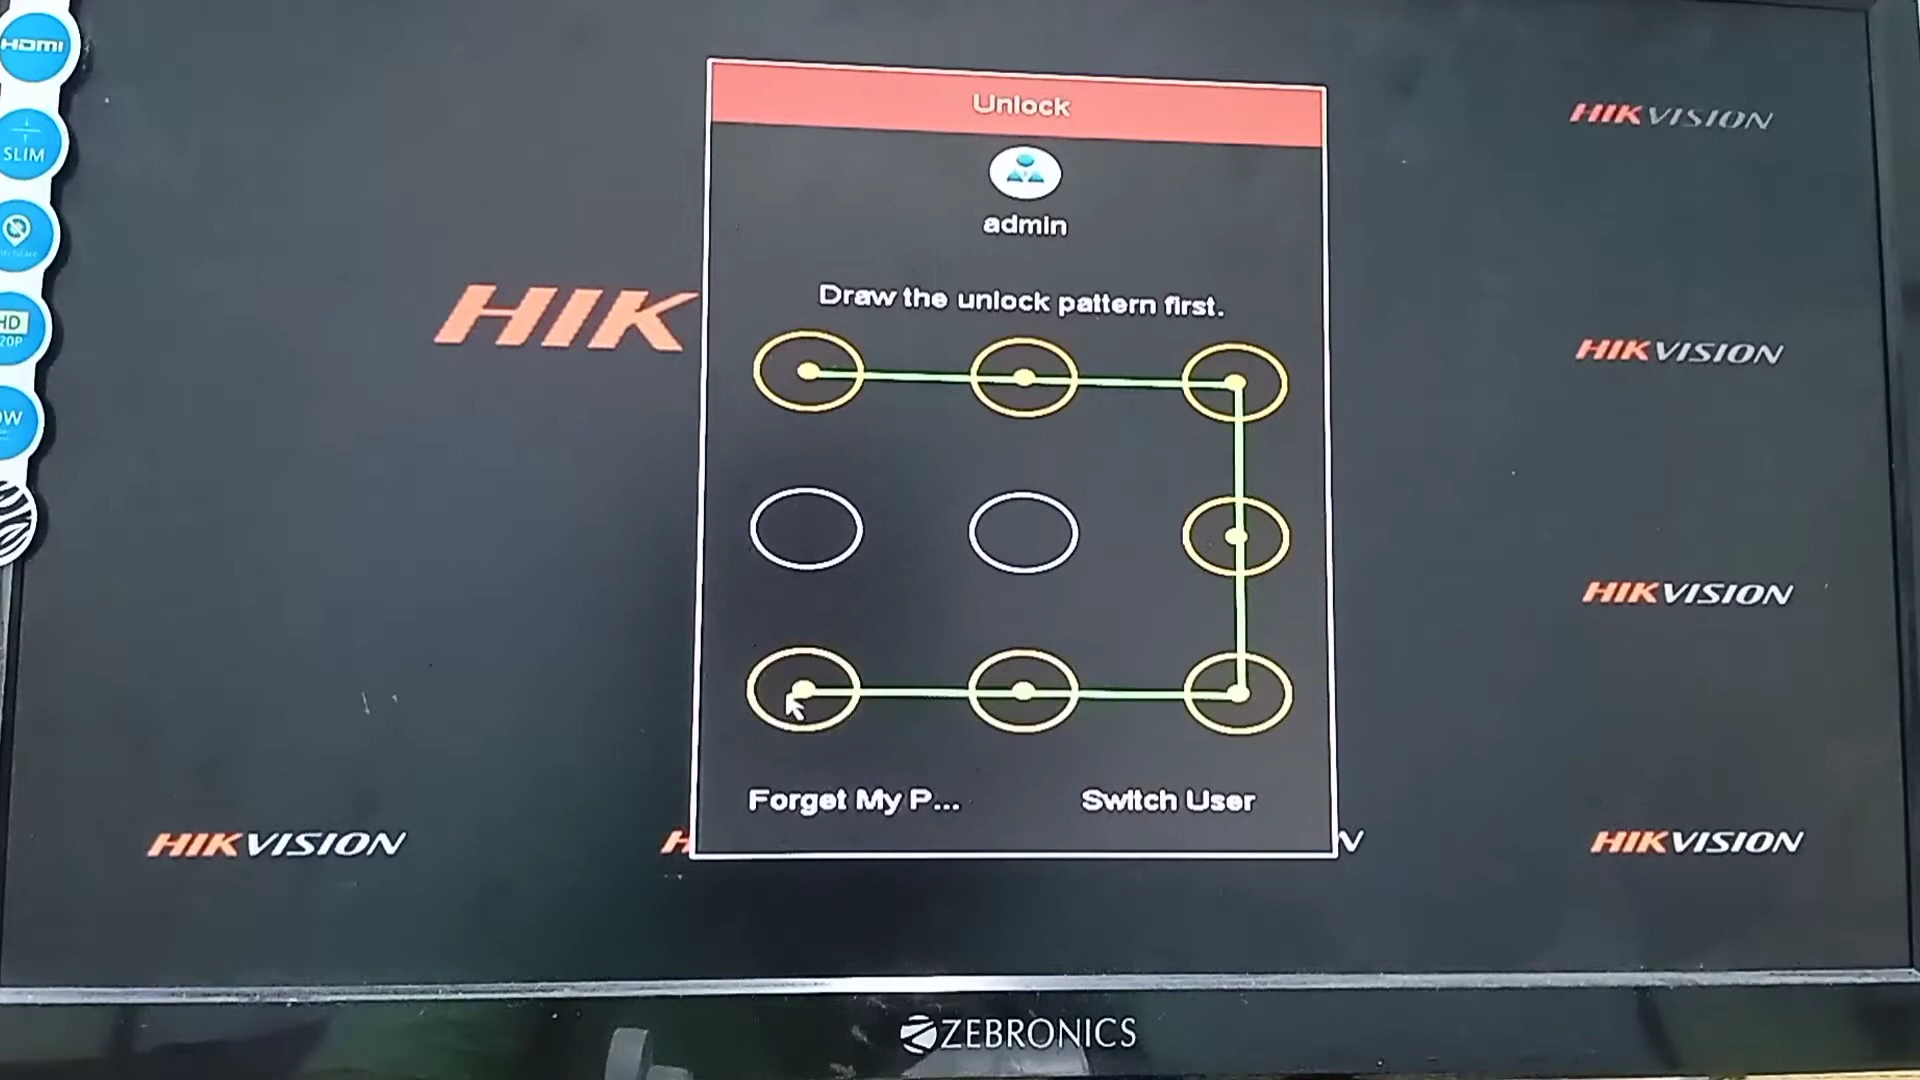 HDMI
SLIM
HD
Unlock
admin
Draw the unlock pattern first.
Forget My P...
Switch User
HIK
HIKVISION
HIKVISION
HIKVISION
HIKVISION
HIKVISION
ZEBRONICS